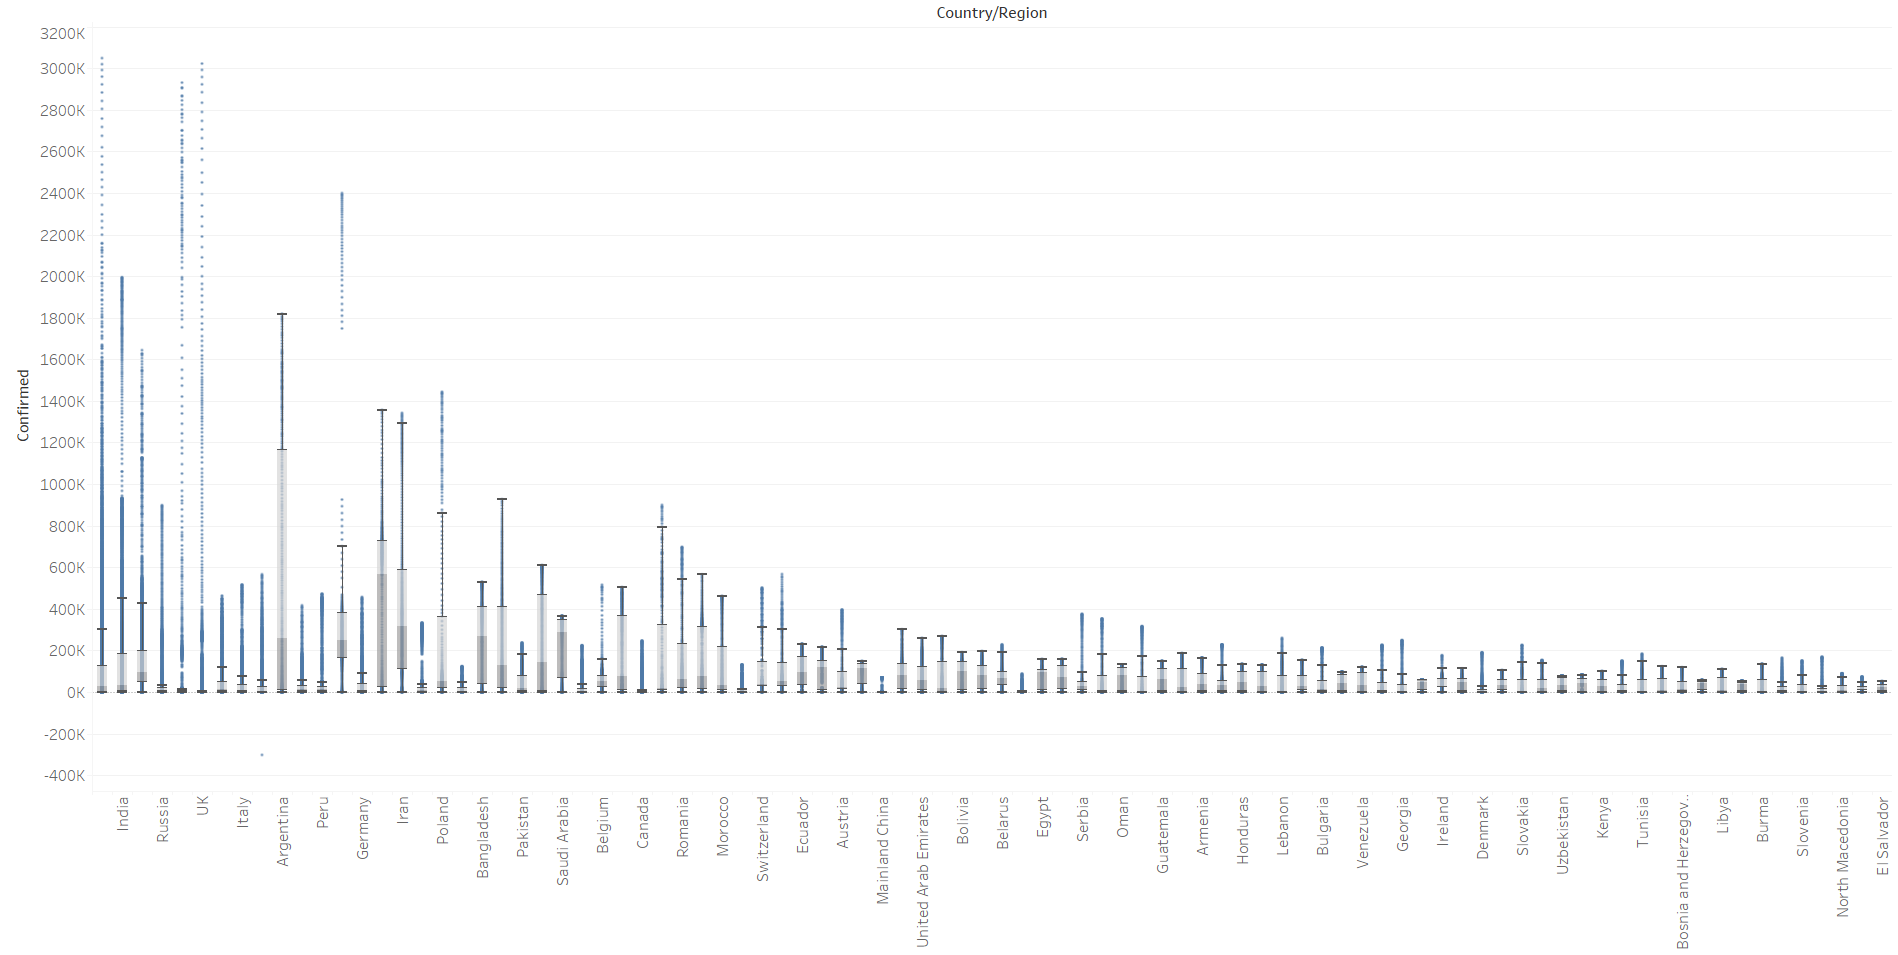 Country/Region
3200K
3000K
2800K
2600K
2400K
2200K
2000K
1800K
1600K
1400K
1200K
1000K
800K
600K
400K
200K
0K
-200K
-400K
Confirmed
India
Russia
UK
Italy
Argentina
Peru
Germany
Iran
Poland
Bangladesh
Pakistan
Saudi Arabia
Belgium
Canada
Romania
Morocco
Switzerland
Ecuador
Austria
Mainland China
United Arab Emirates
Bolivia
Belarus
Egypt
Serbia
Oman
Guatemala
Armenia
Honduras
Lebanon
Bulgaria
Venezuela
Georgia
Ireland
Denmark
Slovakia
Uzbekistan
Kenya
Tunisia
Bosnia and Herzegov..
Libya
Burma
Slovenia
North Macedonia
El Salvador